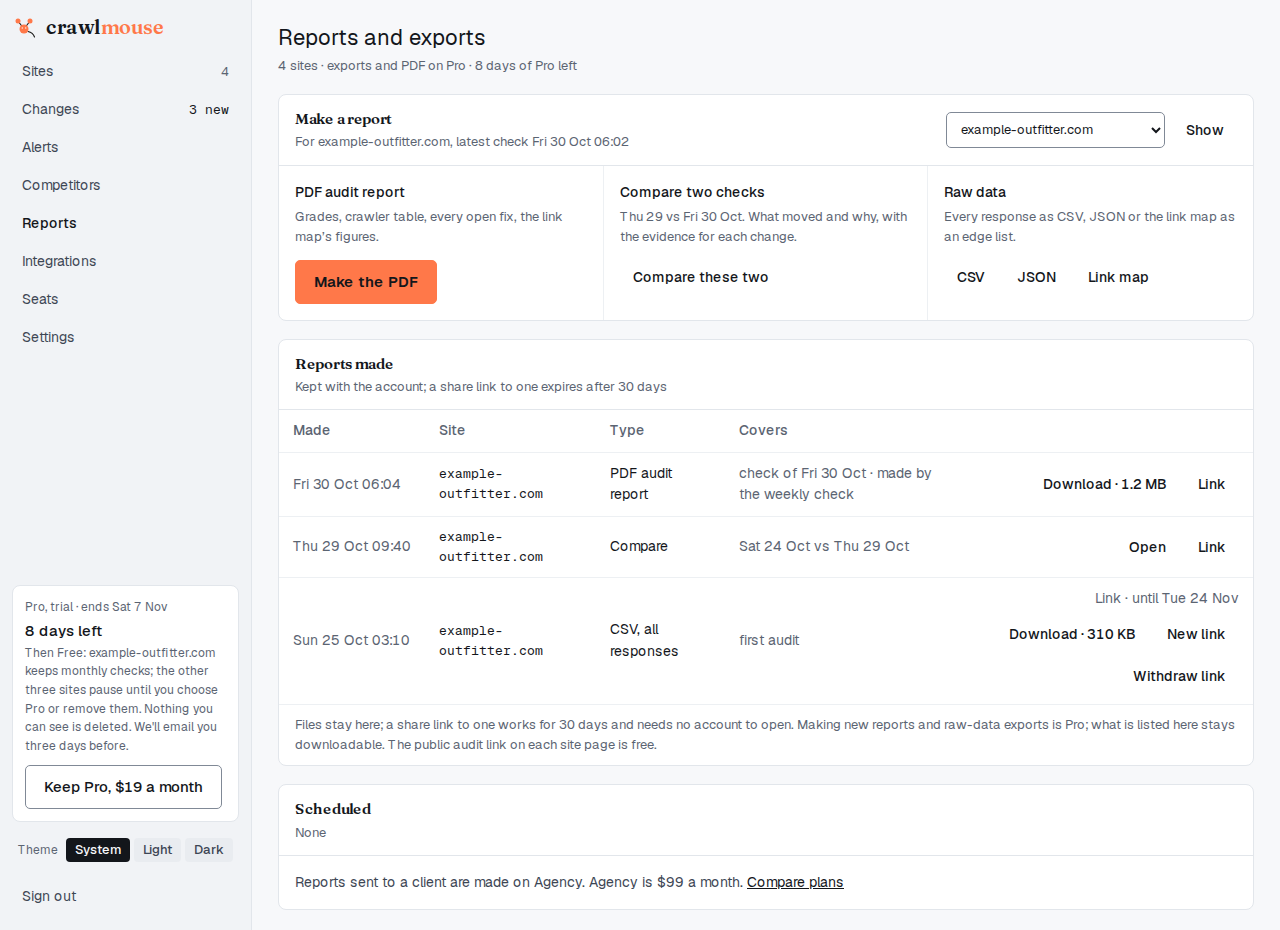 crawlmouse
Sites 4
Changes 3 new
Alerts
Competitors
Reports
Integrations
Seats
Settings
Pro, trial · ends Sat 7 Nov
8 days left
Then Free: example-outfitter.com
keeps monthly checks; the other
three sites pause until you choose
Pro or remove them. Nothing you
can see is deleted. We'll email you
three days before.
Keep Pro, $19 a month
Theme System Light Dark
Sign out
Reports and exports
4 sites · exports and PDF on Pro · 8 days of Pro left
Make a report
For example-outfitter.com, latest check Fri 30 Oct 06:02
example-outfitter.com Show
PDF audit report
Grades, crawler table, every open fix, the link
map's figures.
Make the PDF
Compare two checks
Thu 29 vs Fri 30 Oct. What moved and why, with
the evidence for each change.
Compare these two
Raw data
Every response as CSV, JSON or the link map as
an edge list.
CSV JSON Link map
Reports made
Kept with the account; a share link to one expires after 30 days
Made Site Type Covers
Fri 30 Oct 06:04 example-outfitter.com PDF audit report check of Fri 30 Oct · made by the weekly check Download · 1.2 MB Link
Thu 29 Oct 09:40 example-outfitter.com Compare Sat 24 Oct vs Thu 29 Oct Open Link
Sun 25 Oct 03:10 example-outfitter.com CSV, all responses first audit Link · until Tue 24 Nov Download · 310 KB New link Withdraw link
Files stay here; a share link to one works for 30 days and needs no account to open. Making new reports and raw-data exports is Pro; what is listed here stays
downloadable. The public audit link on each site page is free.
Scheduled
None
Reports sent to a client are made on Agency. Agency is $99 a month. Compare plans